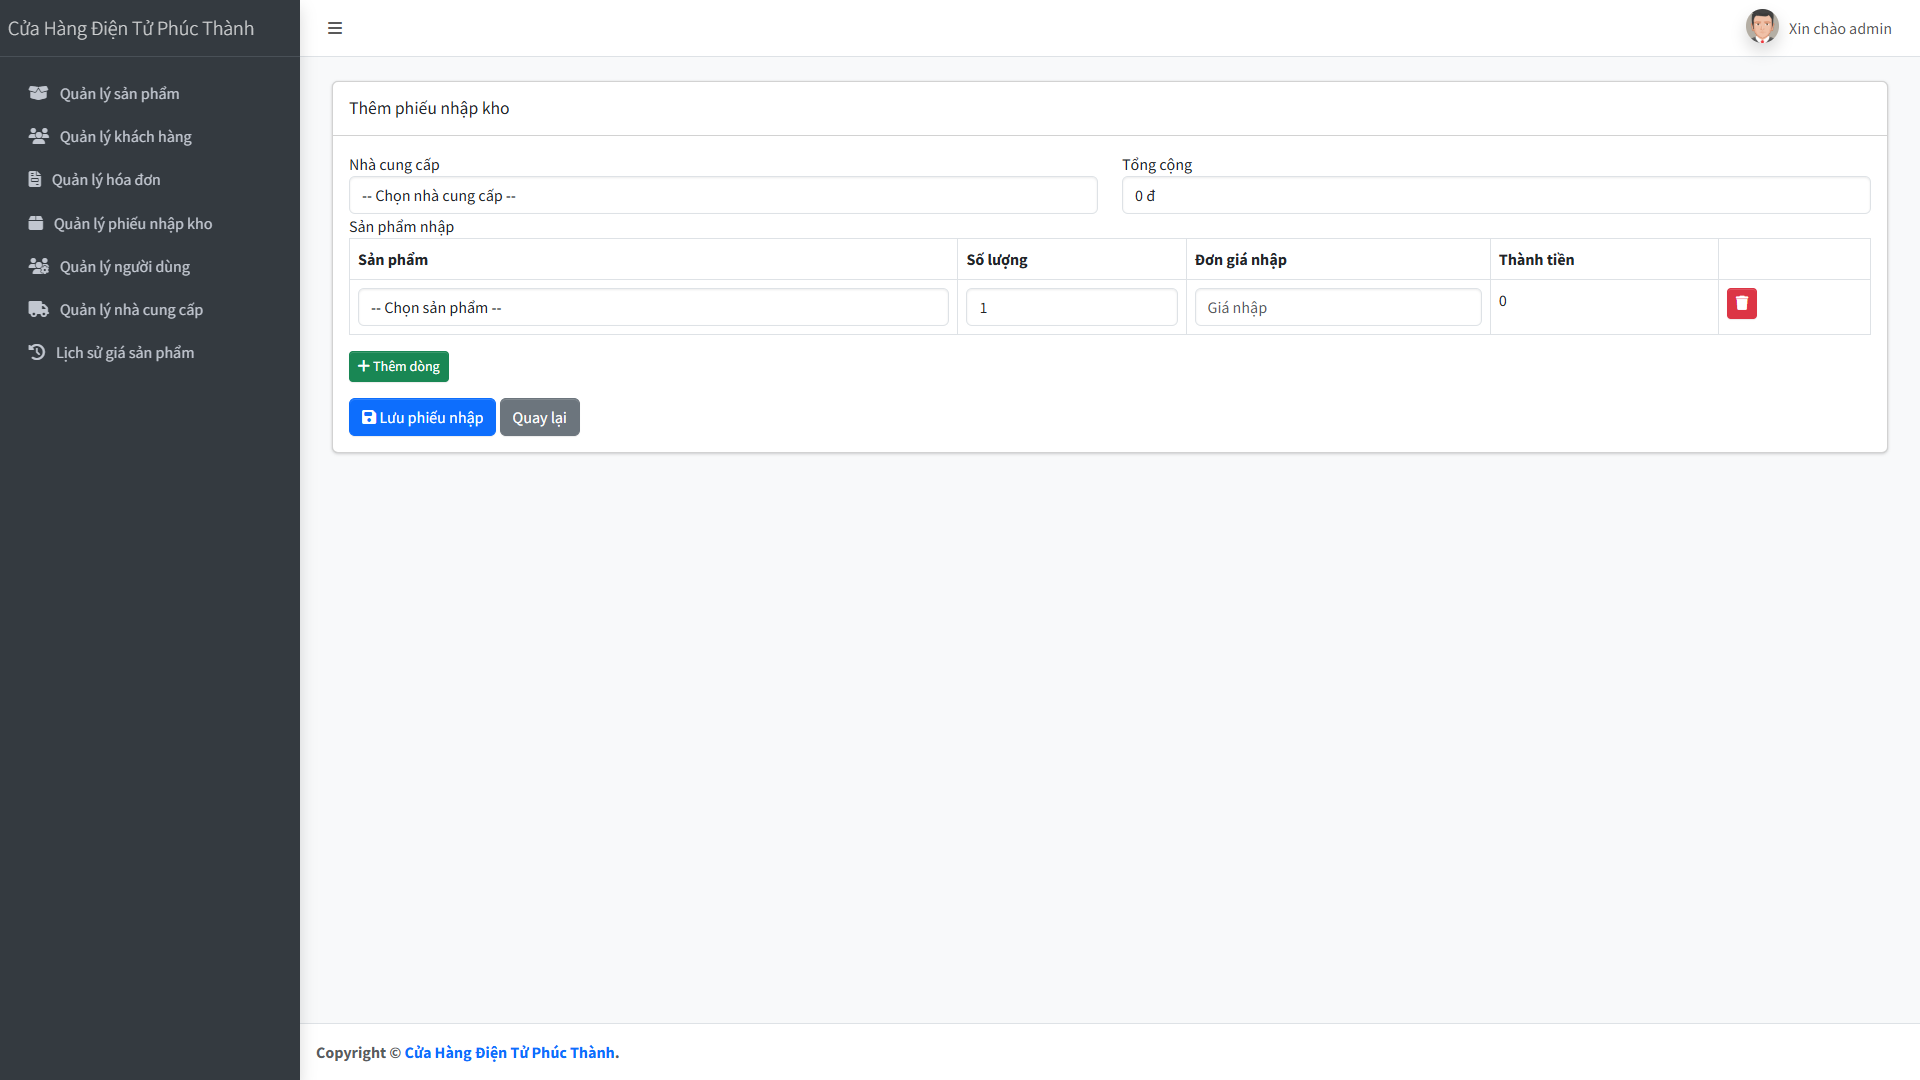 Cửa Hàng Điện Tử Phúc Thành
Xin chào admin
Quản lý sản phẩm
Quản lý khách hàng
Quản lý hóa đơn
Quản lý phiếu nhập kho
Quản lý người dùng
Quản lý nhà cung cấp
Lịch sử giá sản phẩm
Thêm phiếu nhập kho
Nhà cung cấp
Tổng cộng
-- Chọn nhà cung cấp --
0 đ
Sản phẩm nhập
Sản phẩm Số lượng Đơn giá nhập Thành tiền
-- Chọn sản phẩm -- 1 Giá nhập 0
Thêm dòng
Lưu phiếu nhập Quay lại
Copyright © Cửa Hàng Điện Tử Phúc Thành.